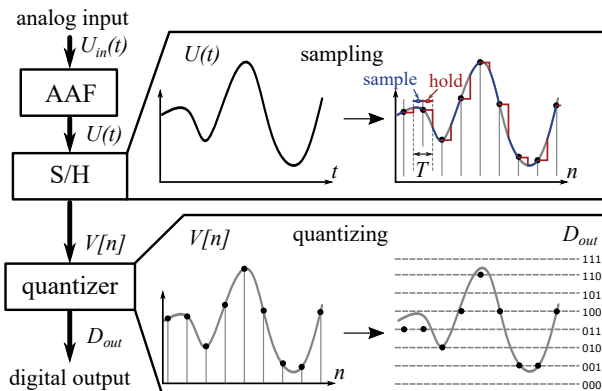 analog input
U_in(t)
AAF
U(t)
S/H
V[n]
quantizer
D_out
digital output
U(t)
sampling
t
sample
hold
T
n
V[n]
quantizing
D_out
n
111
110
101
100
011
010
001
000